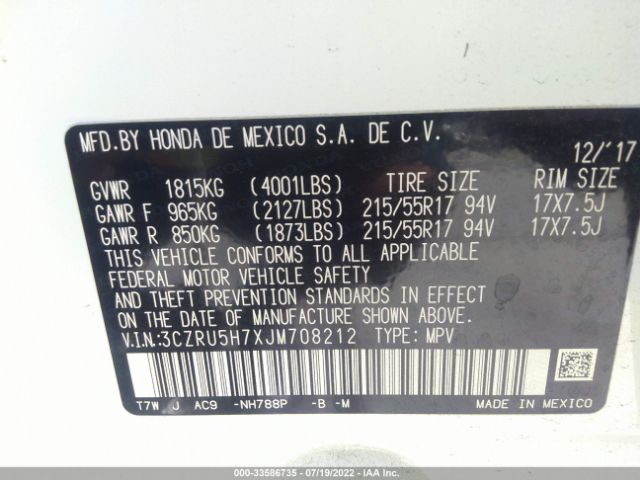 MFD.BY HONDA DE MEXICO S.A. DE C.V. 12/'17
GVWR 1815KG (4001LBS) TIRE SIZE RIM SIZE
GAWR F 965KG (2127LBS) 215/55R17 94V 17X7.5J
GAWR R 850KG (1873LBS) 215/55R17 94V 17X7.5J
THIS VEHICLE CONFORMS TO ALL APPLICABLE
FEDERAL MOTOR VEHICLE SAFETY
AND THEFT PREVENTION STANDARDS IN EFFECT
ON THE DATE OF MANUFACTURE SHOWN ABOVE.
V.I.N:3CZRU5H7XJM708212 TYPE: MPV
T7W J AC9 -NH788P -B -M MADE IN MEXICO
000-33586735 - 07/19/2022 - IAA Inc.